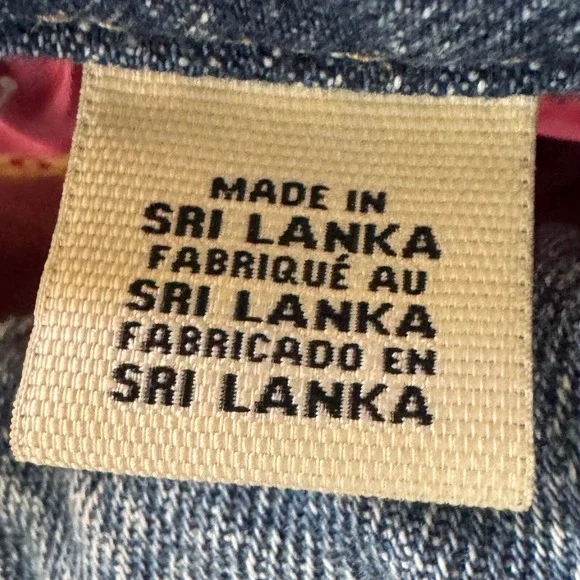 MADE IN
SRI LANKA
FABRIQUÉ AU
SRI LANKA
FABRICADO EN
SRI LANKA